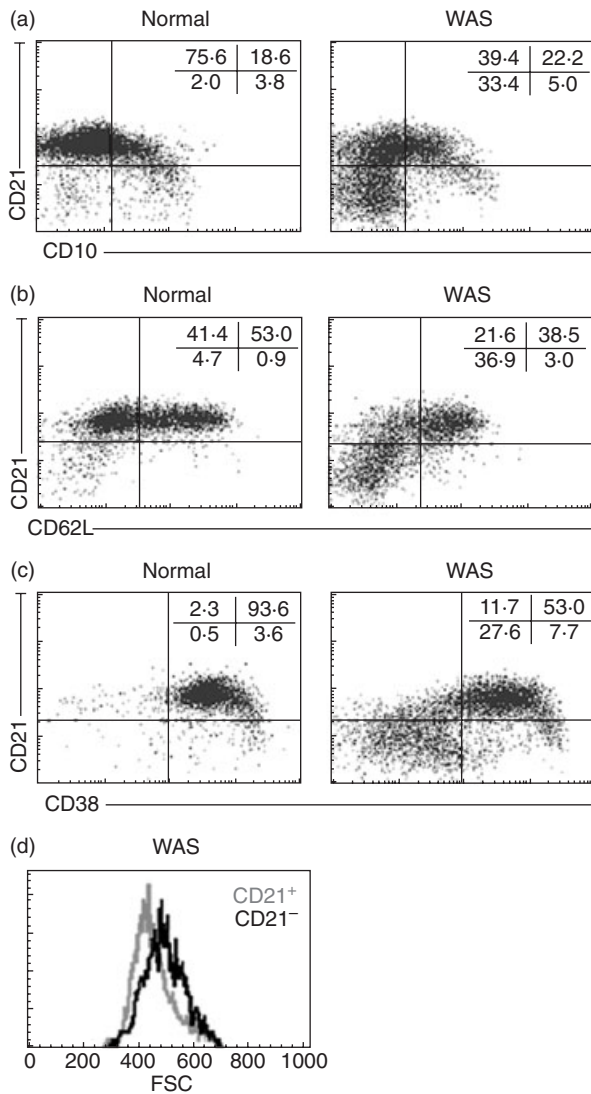 (a)
Normal
WAS
75·6 18·6
2·0 3·8
39·4 22·2
33·4 5·0
CD21
CD10
(b)
Normal
WAS
41·4 53·0
4·7 0·9
21·6 38·5
36·9 3·0
CD21
CD62L
(c)
Normal
WAS
2·3 93·6
0·5 3·6
11·7 53·0
27·6 7·7
CD21
CD38
(d)
WAS
CD21+
CD21−
0 200 400 600 800 1000
FSC